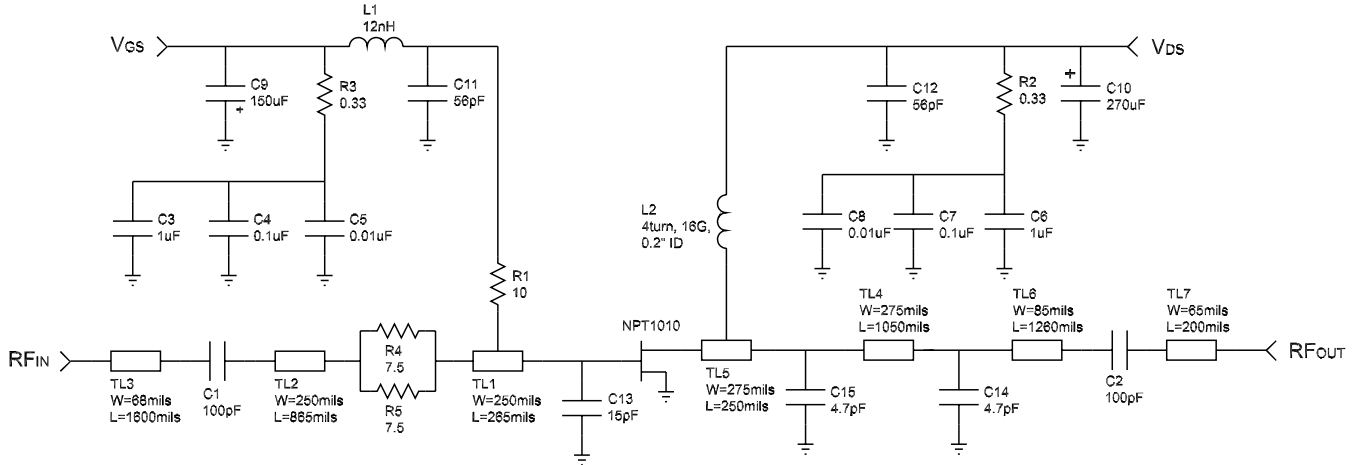 L1
12nH
VGS
VDS
C9
150uF
+
R3
0.33
C11
56pF
C12
56pF
R2
0.33
+
C10
270uF
C3
1uF
C4
0.1uF
C5
0.01uF
L2
4turn, 16G,
0.2" ID
C8
0.01uF
C7
0.1uF
C6
1uF
R1
10
TL4
W=275mils
L=1050mils
TL6
W=85mils
L=1260mils
TL7
W=65mils
L=200mils
NPT1010
RFIN
RFOUT
R4
7.5
TL3
W=68mils
L=1600mils
C1
100pF
TL2
W=250mils
L=865mils
R5
7.5
TL1
W=250mils
L=265mils
C13
15pF
TL5
W=275mils
L=250mils
C15
4.7pF
C14
4.7pF
C2
100pF